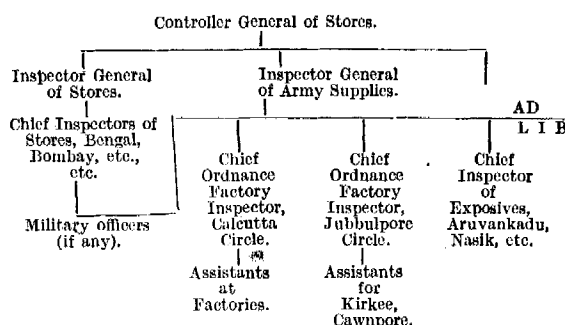 Controller General of Stores.
Inspector General
of Stores.
Inspector General
of Army Supplies.
AD
L I B
Chief Inspectors of
Stores, Bengal,
Bombay, etc.,
etc.
Military officers
(if any).
Chief
Ordnance
Factory
Inspector,
Calcutta
Circle.
Assistants
at
Factories.
Chief
Ordnance
Factory
Inspector,
Jubbulpore
Circle.
Assistants
for
Kirkee,
Cawnpore.
Chief
Inspector
of
Exposives,
Aruvankadu,
Nasik, etc.